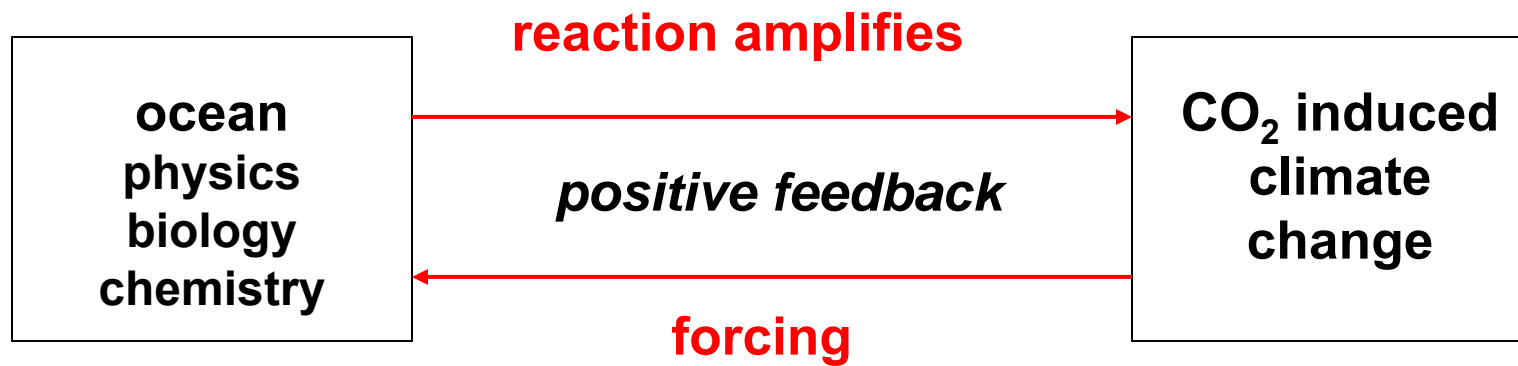 reaction amplifies
ocean
physics
biology
chemistry
positive feedback
CO₂ induced
climate
change
forcing